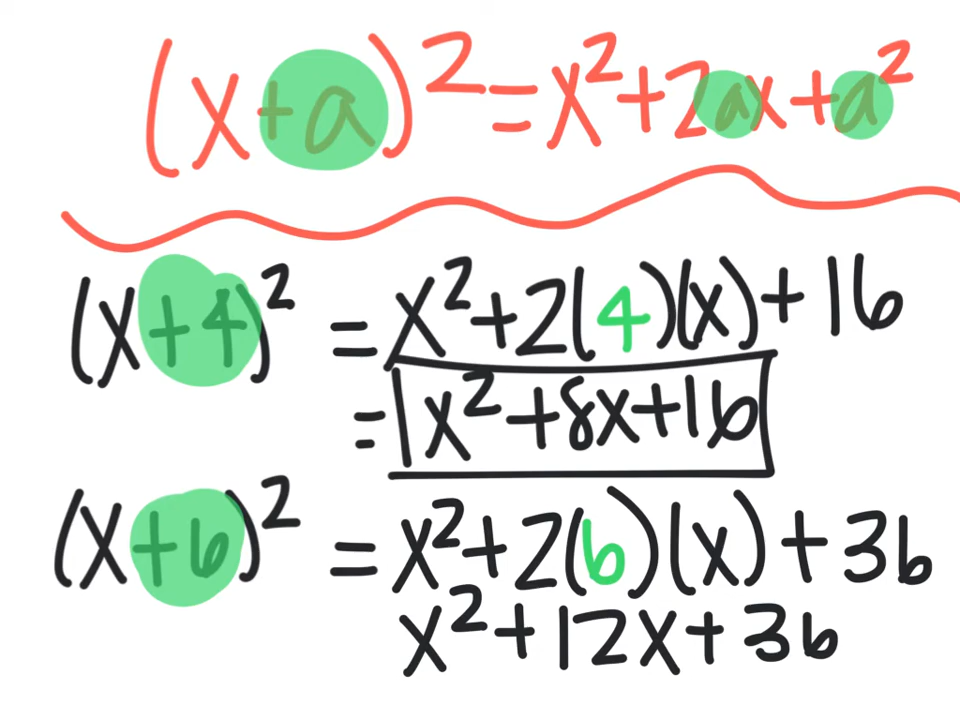 (x+a)² = x²+2ax+a²
(x+4)² = x²+2(4)(x)+16
= x²+8x+16
(x+6)² = x²+2(6)(x)+36
x²+12x+36